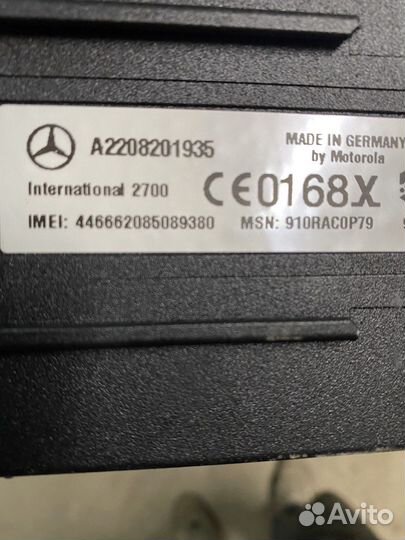 A2208201935
MADE IN GERMANY
by Motorola
International 2700
CE0168X
IMEI: 446662085089380
MSN: 910RAC0P79
Avito